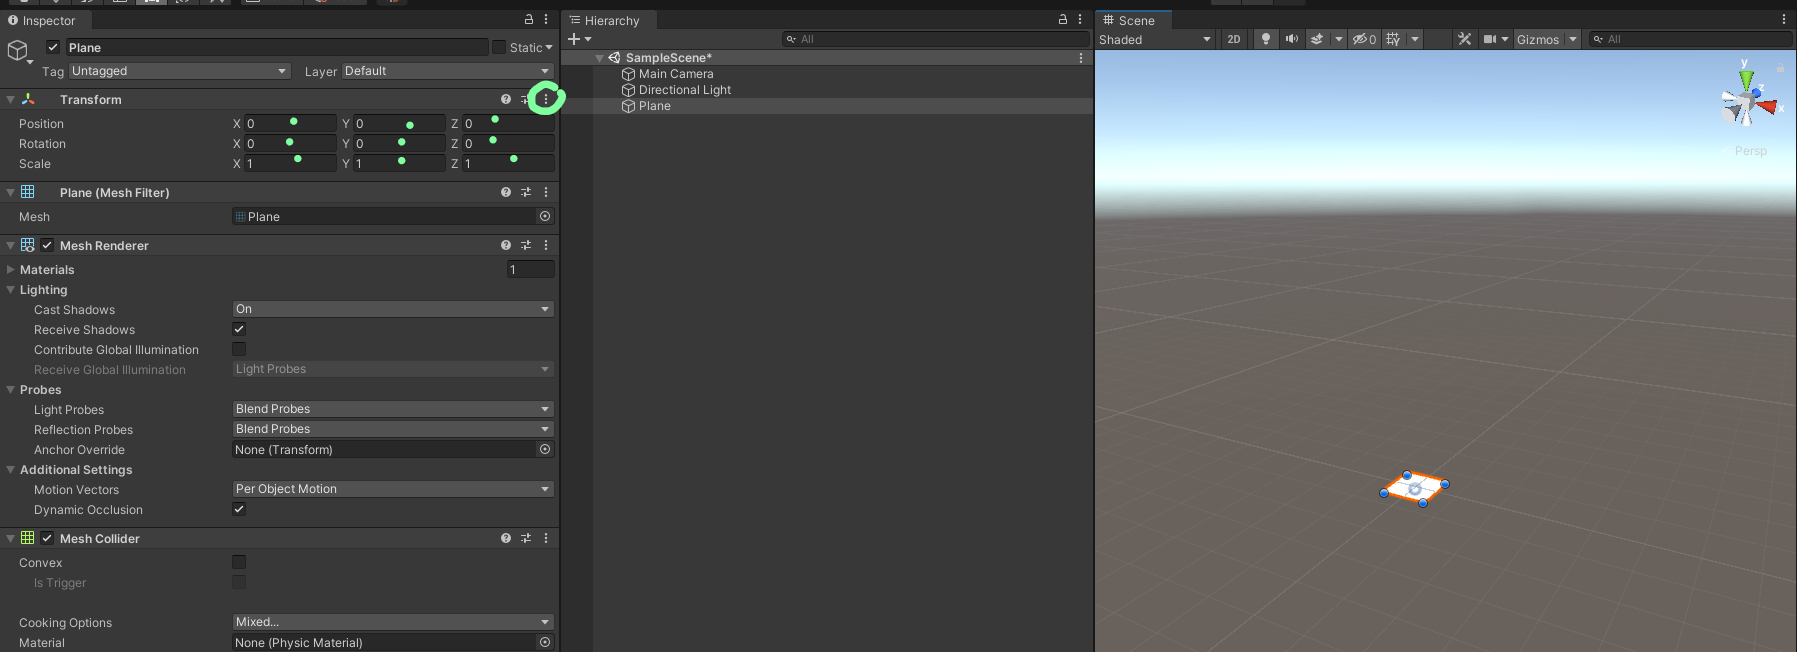 Inspector
Plane
Static
Tag Untagged Layer Default
Transform
Position X 0 Y 0 Z 0
Rotation X 0 Y 0 Z 0
Scale X 1 Y 1 Z 1
Plane (Mesh Filter)
Mesh Plane
Mesh Renderer
Materials 1
Lighting
Cast Shadows On
Receive Shadows
Contribute Global Illumination
Receive Global Illumination Light Probes
Probes
Light Probes Blend Probes
Reflection Probes Blend Probes
Anchor Override None (Transform)
Additional Settings
Motion Vectors Per Object Motion
Dynamic Occlusion
Mesh Collider
Convex
Is Trigger
Cooking Options Mixed...
Material None (Physic Material)
Hierarchy
All
SampleScene*
Main Camera
Directional Light
Plane
Scene
Shaded 2D 0 Gizmos All
y
z
x
Persp